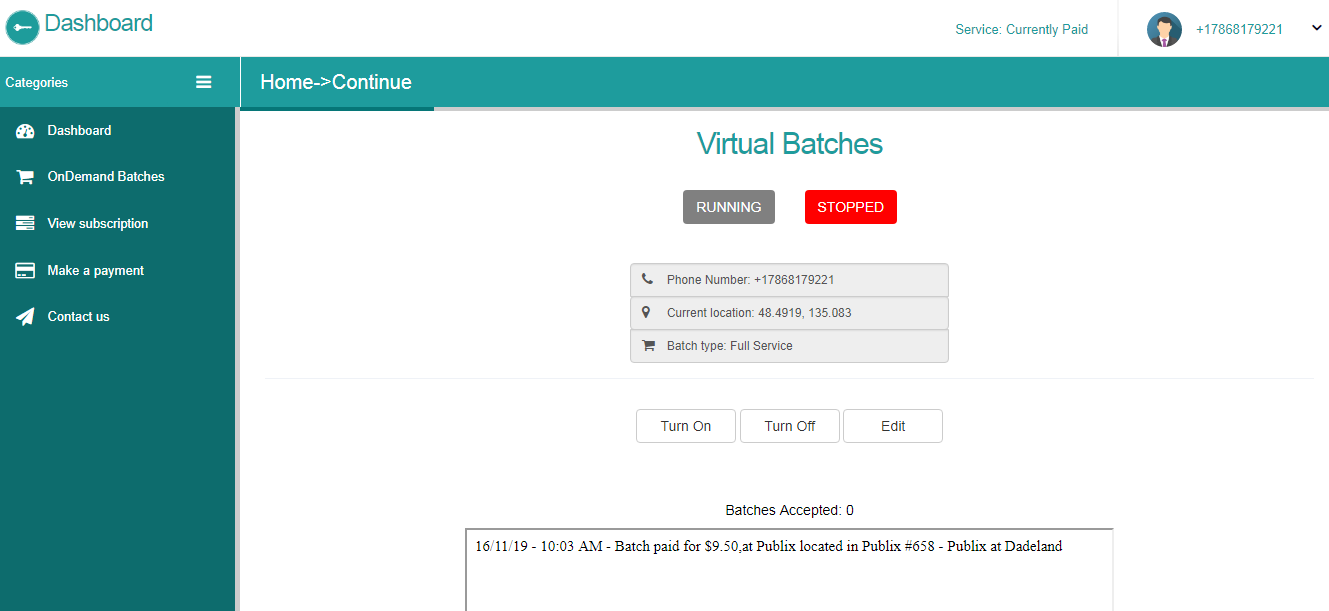 Dashboard
Service: Currently Paid
+17868179221
Categories
Home->Continue
Dashboard
OnDemand Batches
View subscription
Make a payment
Contact us
Virtual Batches
RUNNING
STOPPED
Phone Number: +17868179221
Current location: 48.4919, 135.083
Batch type: Full Service
Turn On
Turn Off
Edit
Batches Accepted: 0
16/11/19 - 10:03 AM - Batch paid for $9.50,at Publix located in Publix #658 - Publix at Dadeland